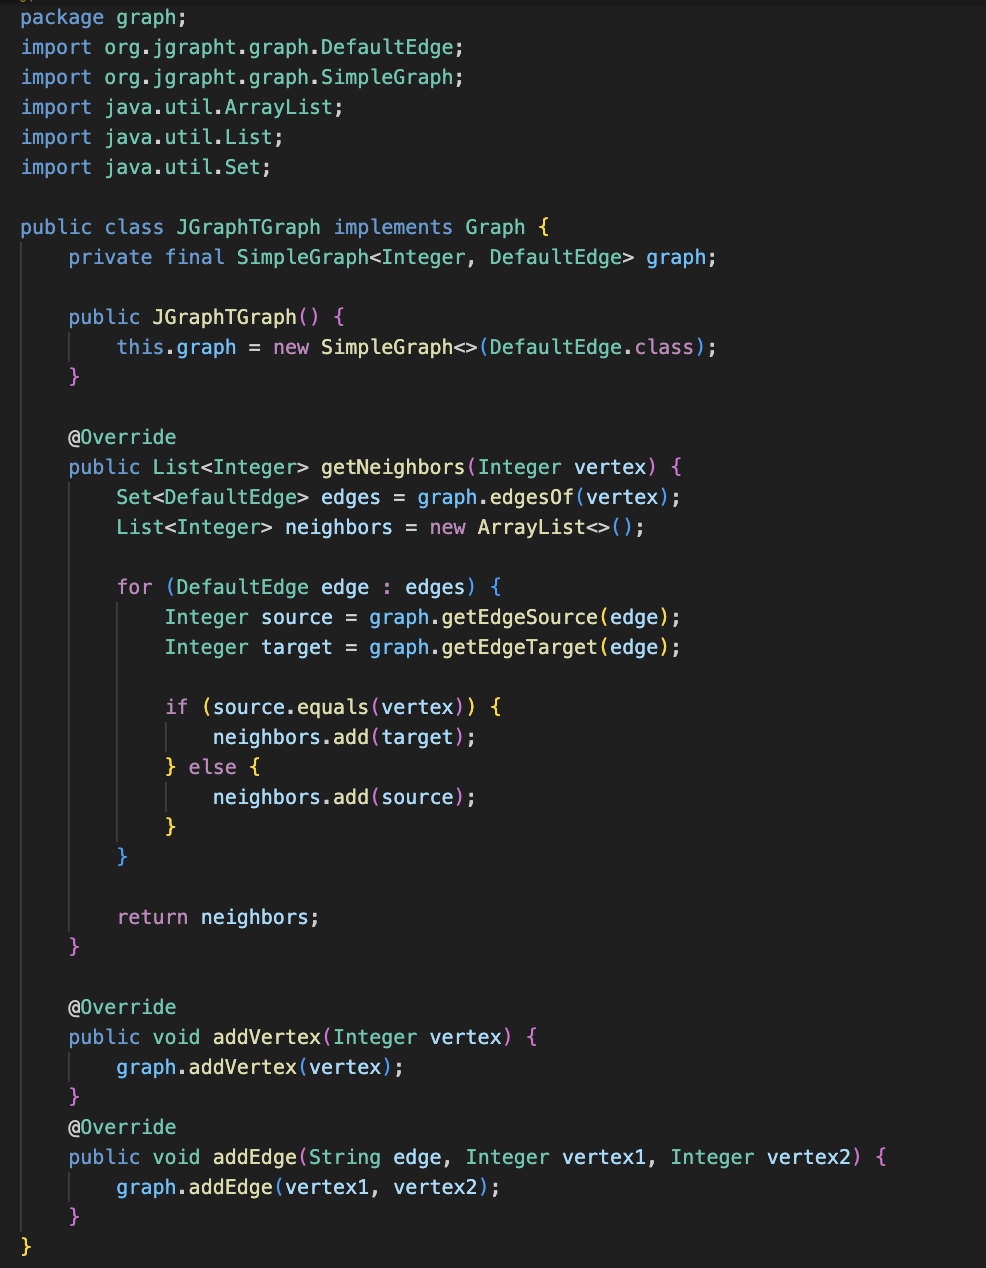 package graph;
import org.jgrapht.graph.DefaultEdge;
import org.jgrapht.graph.SimpleGraph;
import java.util.ArrayList;
import java.util.List;
import java.util.Set;

public class JGraphTGraph implements Graph {
    private final SimpleGraph<Integer, DefaultEdge> graph;

    public JGraphTGraph() {
        this.graph = new SimpleGraph<>(DefaultEdge.class);
    }

    @Override
    public List<Integer> getNeighbors(Integer vertex) {
        Set<DefaultEdge> edges = graph.edgesOf(vertex);
        List<Integer> neighbors = new ArrayList<>();

        for (DefaultEdge edge : edges) {
            Integer source = graph.getEdgeSource(edge);
            Integer target = graph.getEdgeTarget(edge);

            if (source.equals(vertex)) {
                neighbors.add(target);
            } else {
                neighbors.add(source);
            }
        }

        return neighbors;
    }

    @Override
    public void addVertex(Integer vertex) {
        graph.addVertex(vertex);
    }
    @Override
    public void addEdge(String edge, Integer vertex1, Integer vertex2) {
        graph.addEdge(vertex1, vertex2);
    }
}